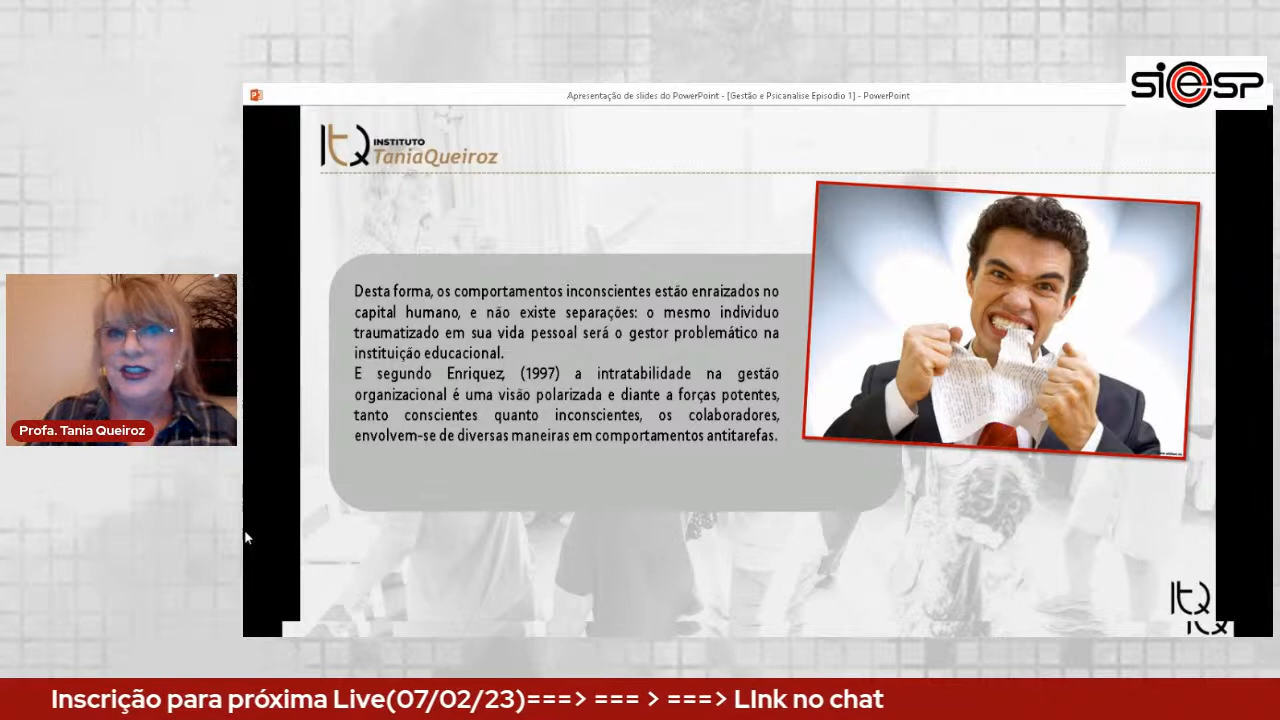 SIESP
Apresentação de slides do PowerPoint - [Gestão e Psicanalise Episodio 1] - PowerPoint
INSTITUTO
TaniaQueiroz
Desta forma, os comportamentos inconscientes estão enraizados no
capital humano, e não existe separações: o mesmo individuo
traumatizado em sua vida pessoal será o gestor problemático na
instituição educacional.
E segundo Enriquez, (1997) a intratabilidade na gestão
organizacional é uma visão polarizada e diante a forças potentes,
tanto conscientes quanto inconscientes, os colaboradores,
envolvem-se de diversas maneiras em comportamentos antitarefas.
Profa. Tania Queiroz
Inscrição para próxima Live(07/02/23)===> === > ===> LInk no chat